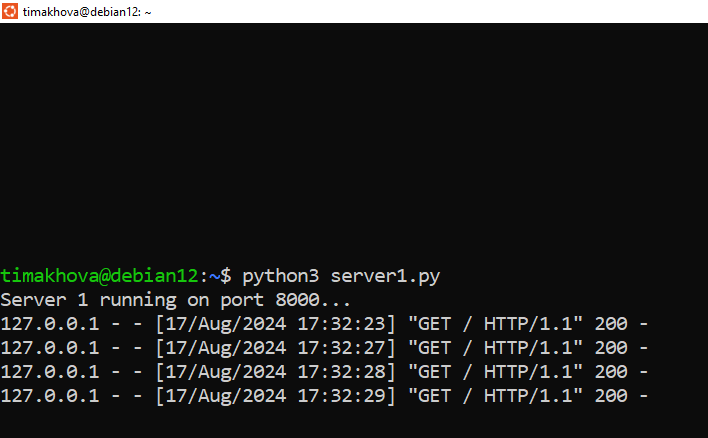 timakhova@debian12: ~
timakhova@debian12:~$ python3 server1.py
Server 1 running on port 8000...
127.0.0.1 - - [17/Aug/2024 17:32:23] "GET / HTTP/1.1" 200 -
127.0.0.1 - - [17/Aug/2024 17:32:27] "GET / HTTP/1.1" 200 -
127.0.0.1 - - [17/Aug/2024 17:32:28] "GET / HTTP/1.1" 200 -
127.0.0.1 - - [17/Aug/2024 17:32:29] "GET / HTTP/1.1" 200 -